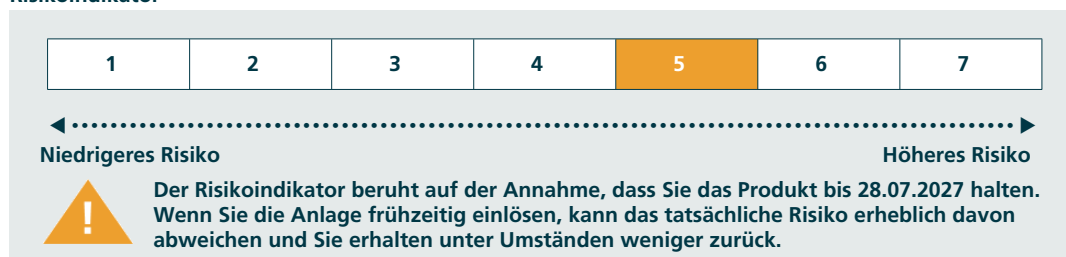 Risikoindikator
1 2 3 4 5 6 7
Niedrigeres Risiko Höheres Risiko
! Der Risikoindikator beruht auf der Annahme, dass Sie das Produkt bis 28.07.2027 halten.
Wenn Sie die Anlage frühzeitig einlösen, kann das tatsächliche Risiko erheblich davon
abweichen und Sie erhalten unter Umständen weniger zurück.